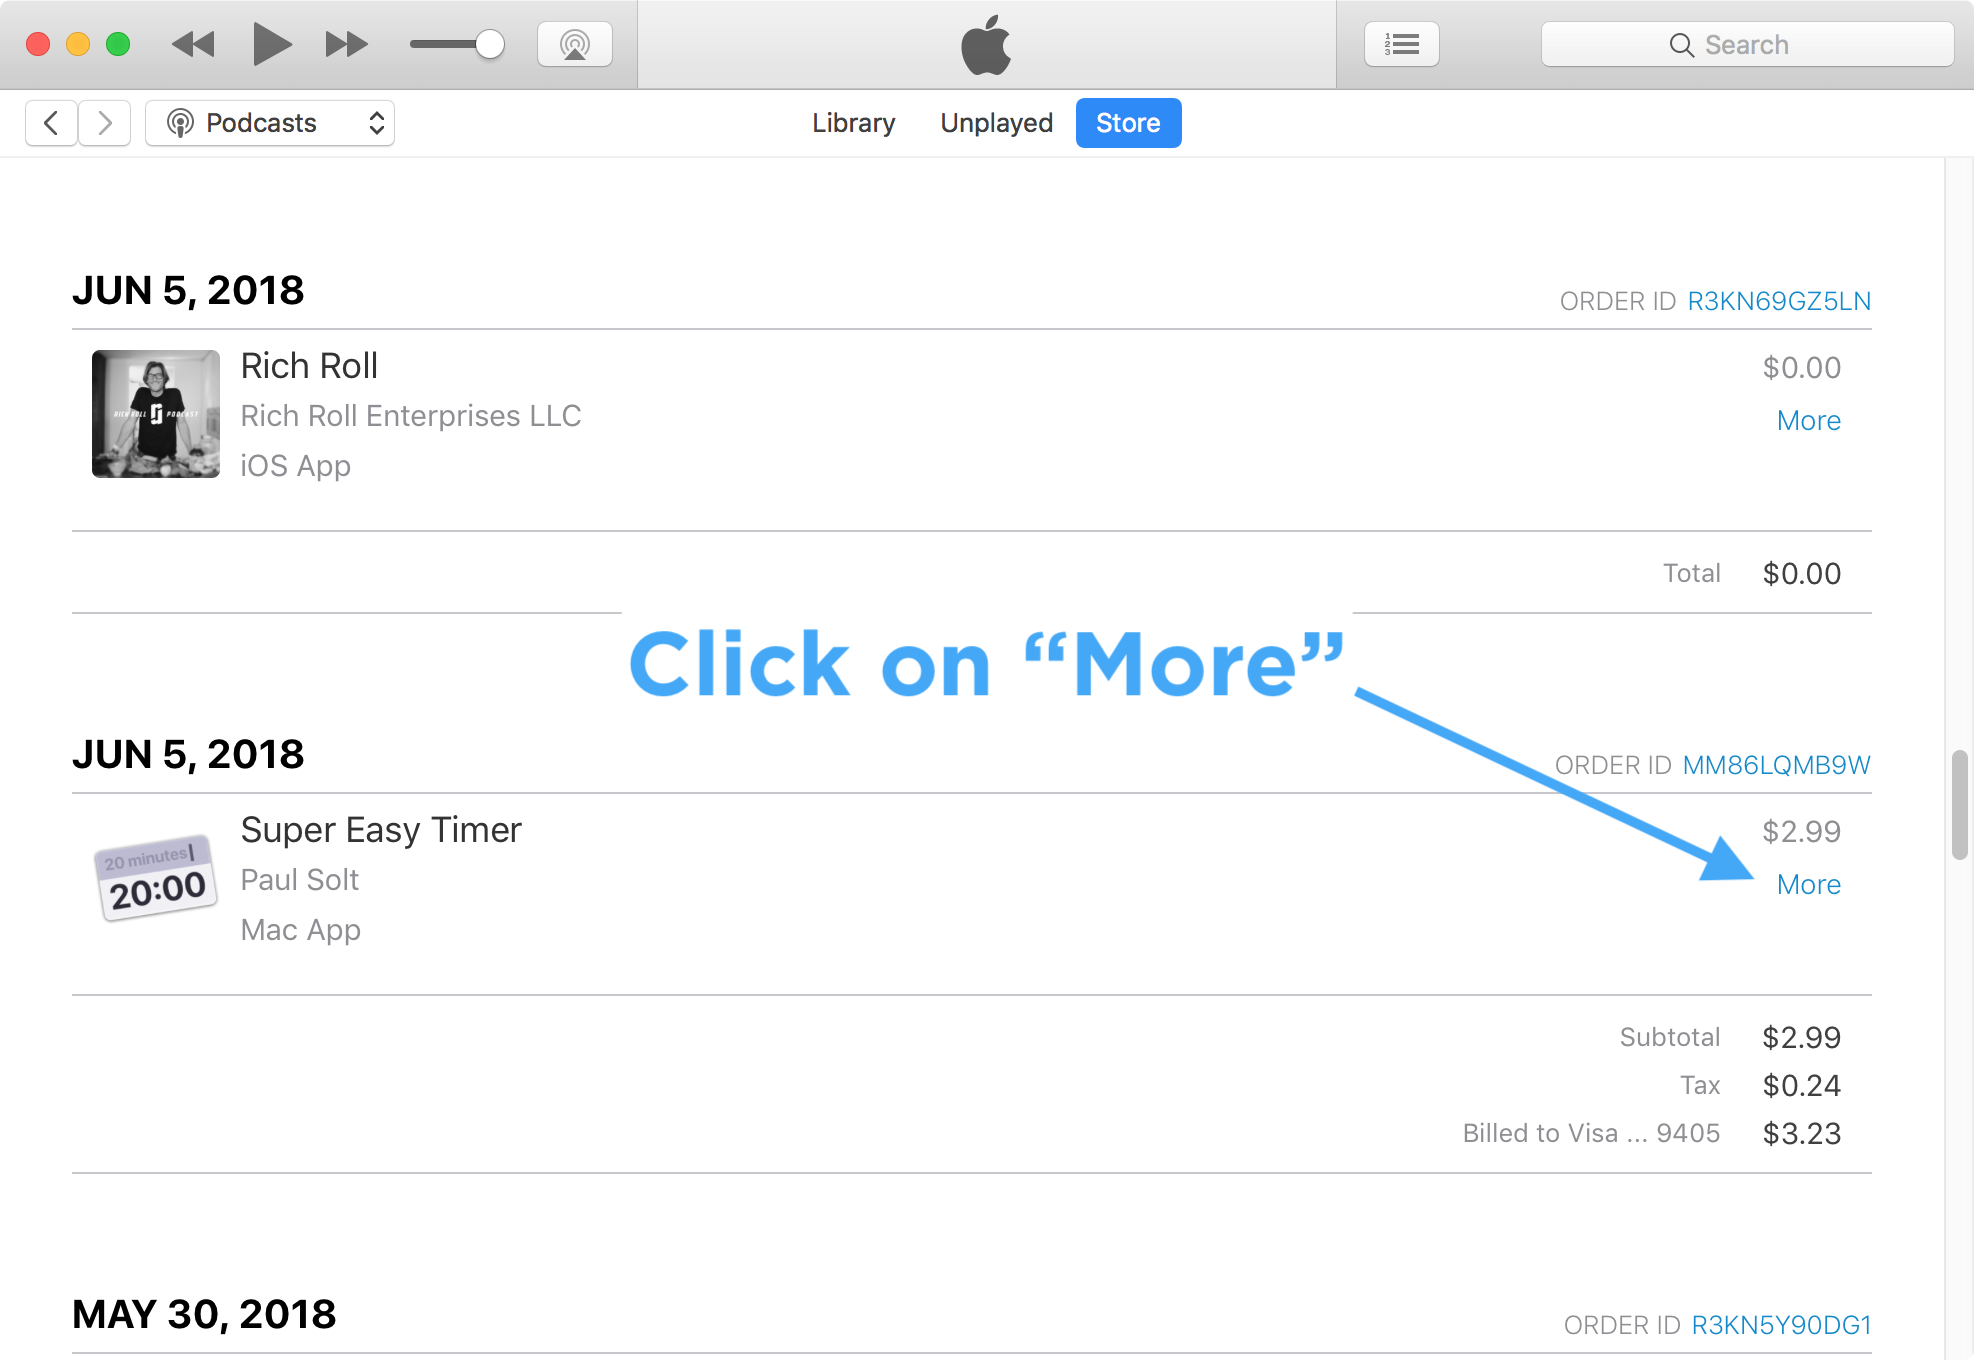 Search
Podcasts
Library
Unplayed
Store
JUN 5, 2018
ORDER ID R3KN69GZ5LN
Rich Roll
$0.00
Rich Roll Enterprises LLC
More
iOS App
RICH ROLL PODCAST
Total $0.00
Click on “More”
JUN 5, 2018
ORDER ID MM86LQMB9W
Super Easy Timer
$2.99
20 minutes
20:00
Paul Solt
More
Mac App
Subtotal $2.99
Tax $0.24
Billed to Visa ... 9405 $3.23
MAY 30, 2018
ORDER ID R3KN5Y90DG1